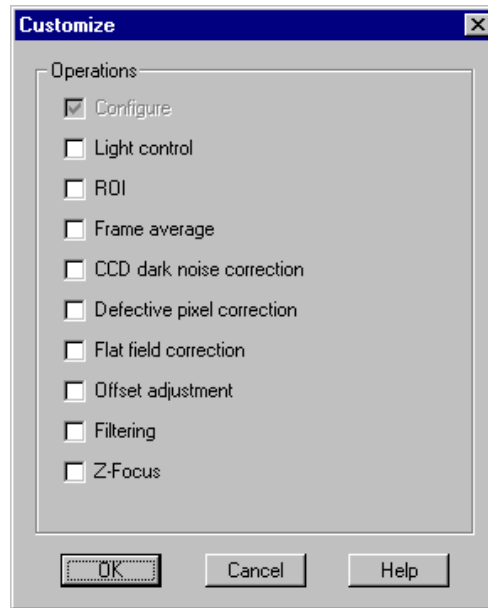 Customize
Operations
Configure
Light control
ROI
Frame average
CCD dark noise correction
Defective pixel correction
Flat field correction
Offset adjustment
Filtering
Z-Focus
OK Cancel Help